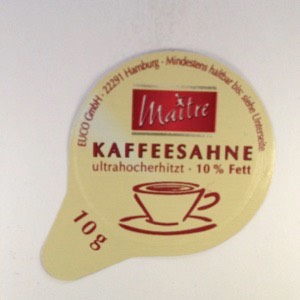 EUCO GmbH · 22291 Hamburg · Mindestens haltbar bis: siehe Unterseite
Maître
KAFFEESAHNE
ultrahocherhitzt · 10 % Fett
10 g